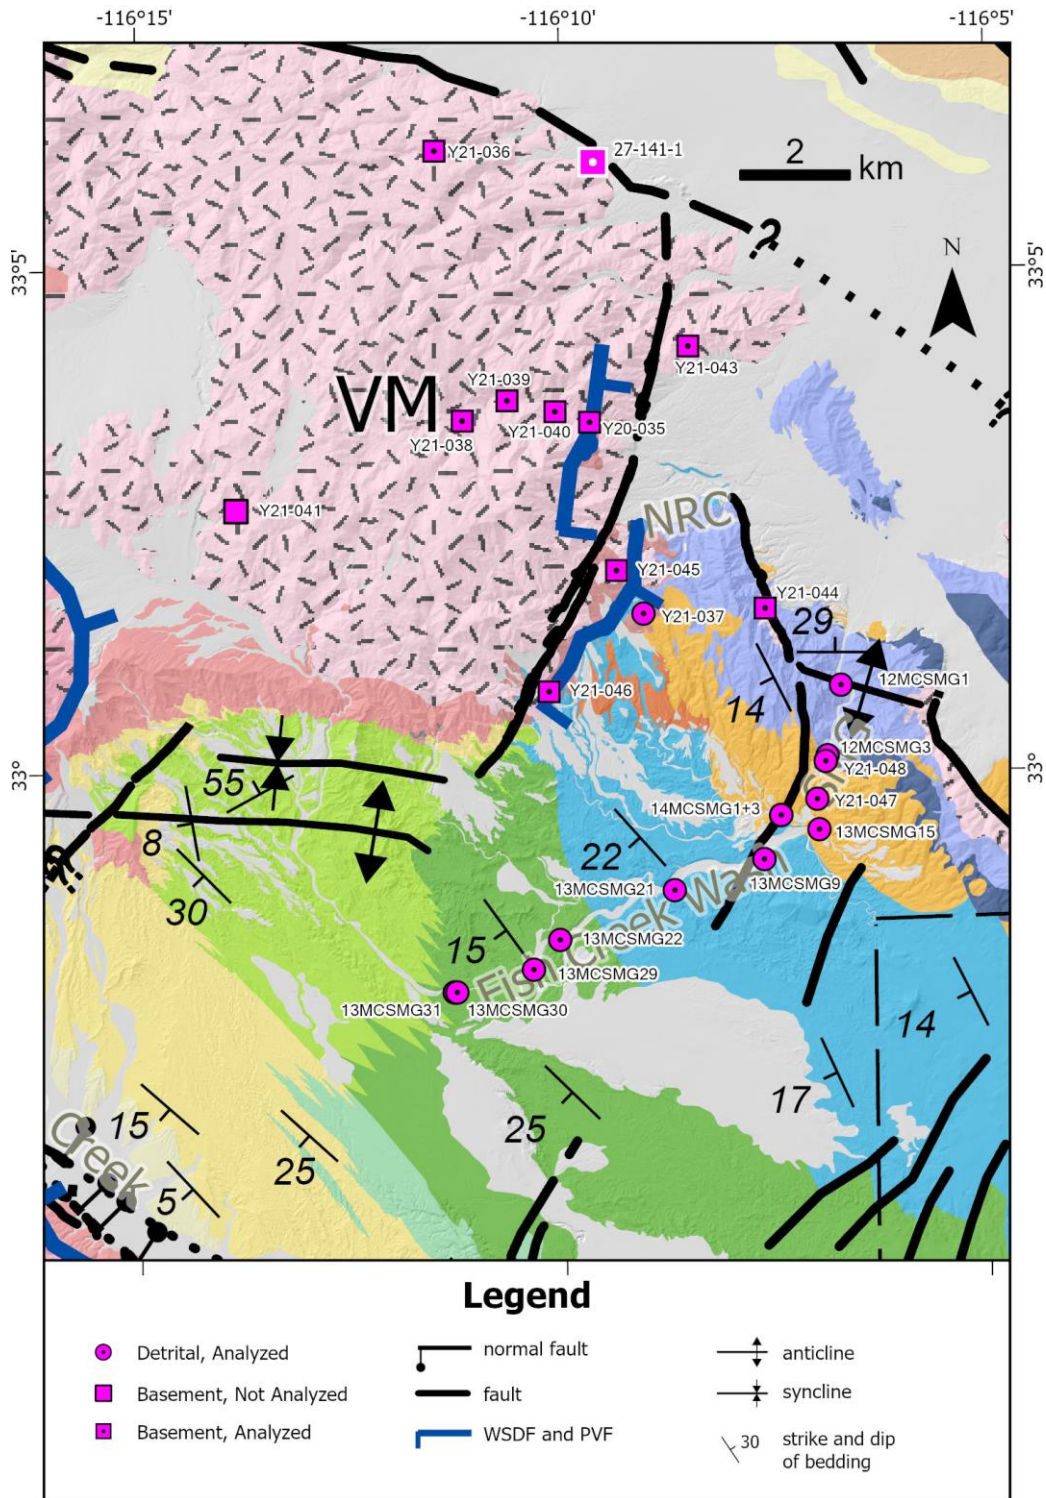 -116°15'
-116°10'
-116°5'
Y21-036
27-141-1
2
km
?
33°5'
33°5'
N
?
Y21-043
VM
Y21-039
Y21-038
Y21-040
Y20-035
Y21-041
NRC
Y21-045
Y21-044
Y21-037
29
12MCSMG1
14
Y21-046
12MCSMG3
Y21-048
33°
33°
55
Y21-047
14MCSMG1+3
13MCSMG15
8
22
?
13MCSMG9
30
13MCSMG21
Fish Creek Wash
15
13MCSMG22
13MCSMG29
13MCSMG31
13MCSMG30
14
17
15
25
25
Creek
5
Legend
Detrital, Analyzed
Basement, Not Analyzed
Basement, Analyzed
normal fault
fault
WSDF and PVF
anticline
syncline
30
strike and dip
of bedding